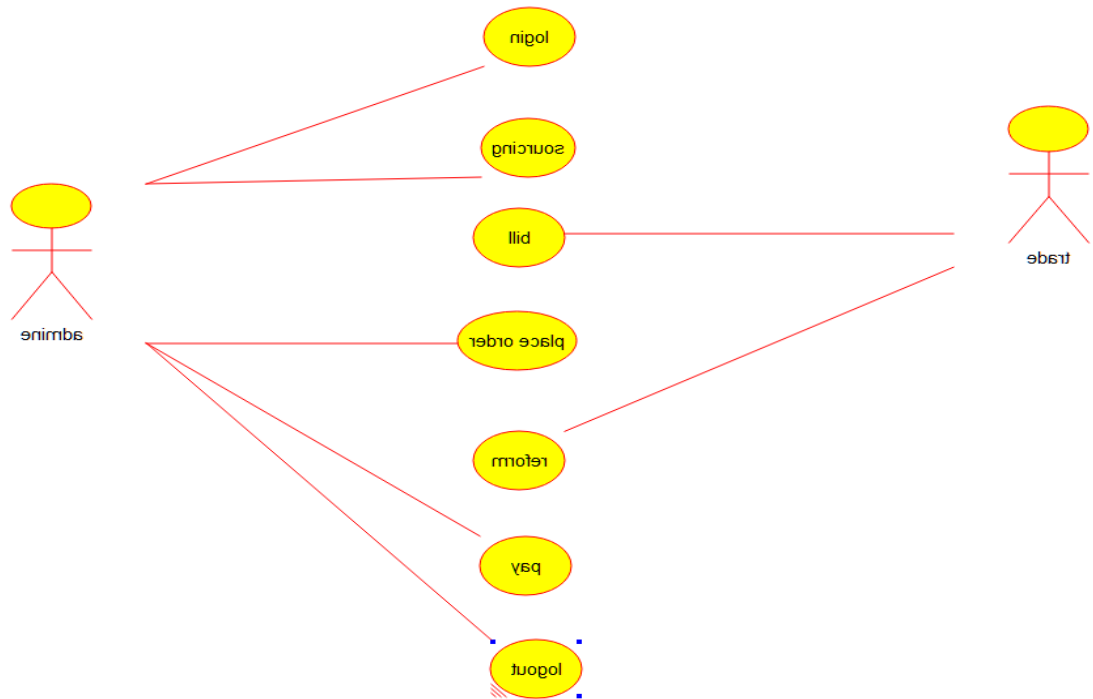 login
sourcing
bill
trade
admine
place order
reform
pay
logout